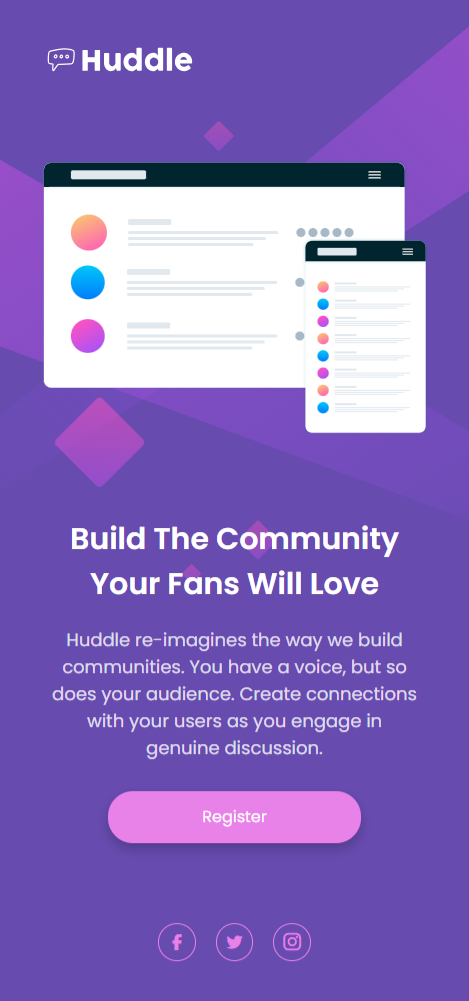 Huddle
Build The Community
Your Fans Will Love
Huddle re-imagines the way we build
communities. You have a voice, but so
does your audience. Create connections
with your users as you engage in
genuine discussion.
Register